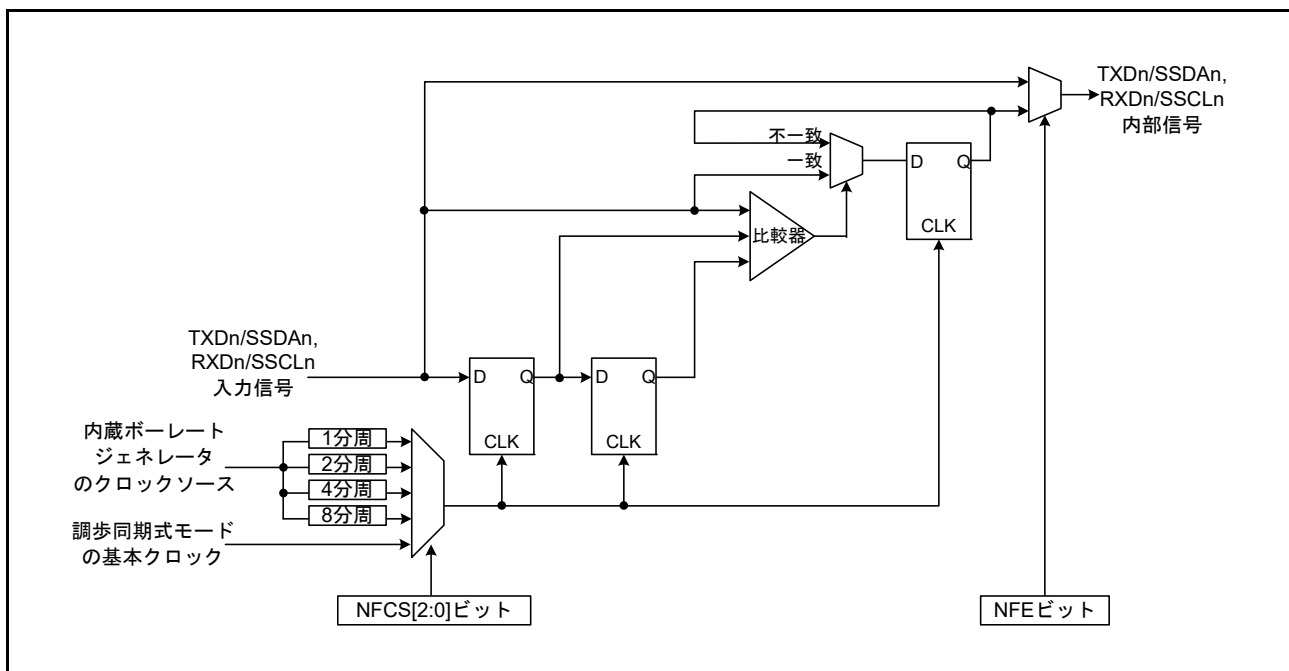 TXDn/SSDAn,
RXDn/SSCLn
内部信号
不一致
一致
D
Q
CLK
比較器
TXDn/SSDAn,
RXDn/SSCLn
入力信号
D
Q
CLK
D
Q
CLK
内蔵ボーレート
ジェネレータ
のクロックソース
1分周
2分周
4分周
8分周
調歩同期式モード
の基本クロック
NFCS[2:0]ビット
NFEビット